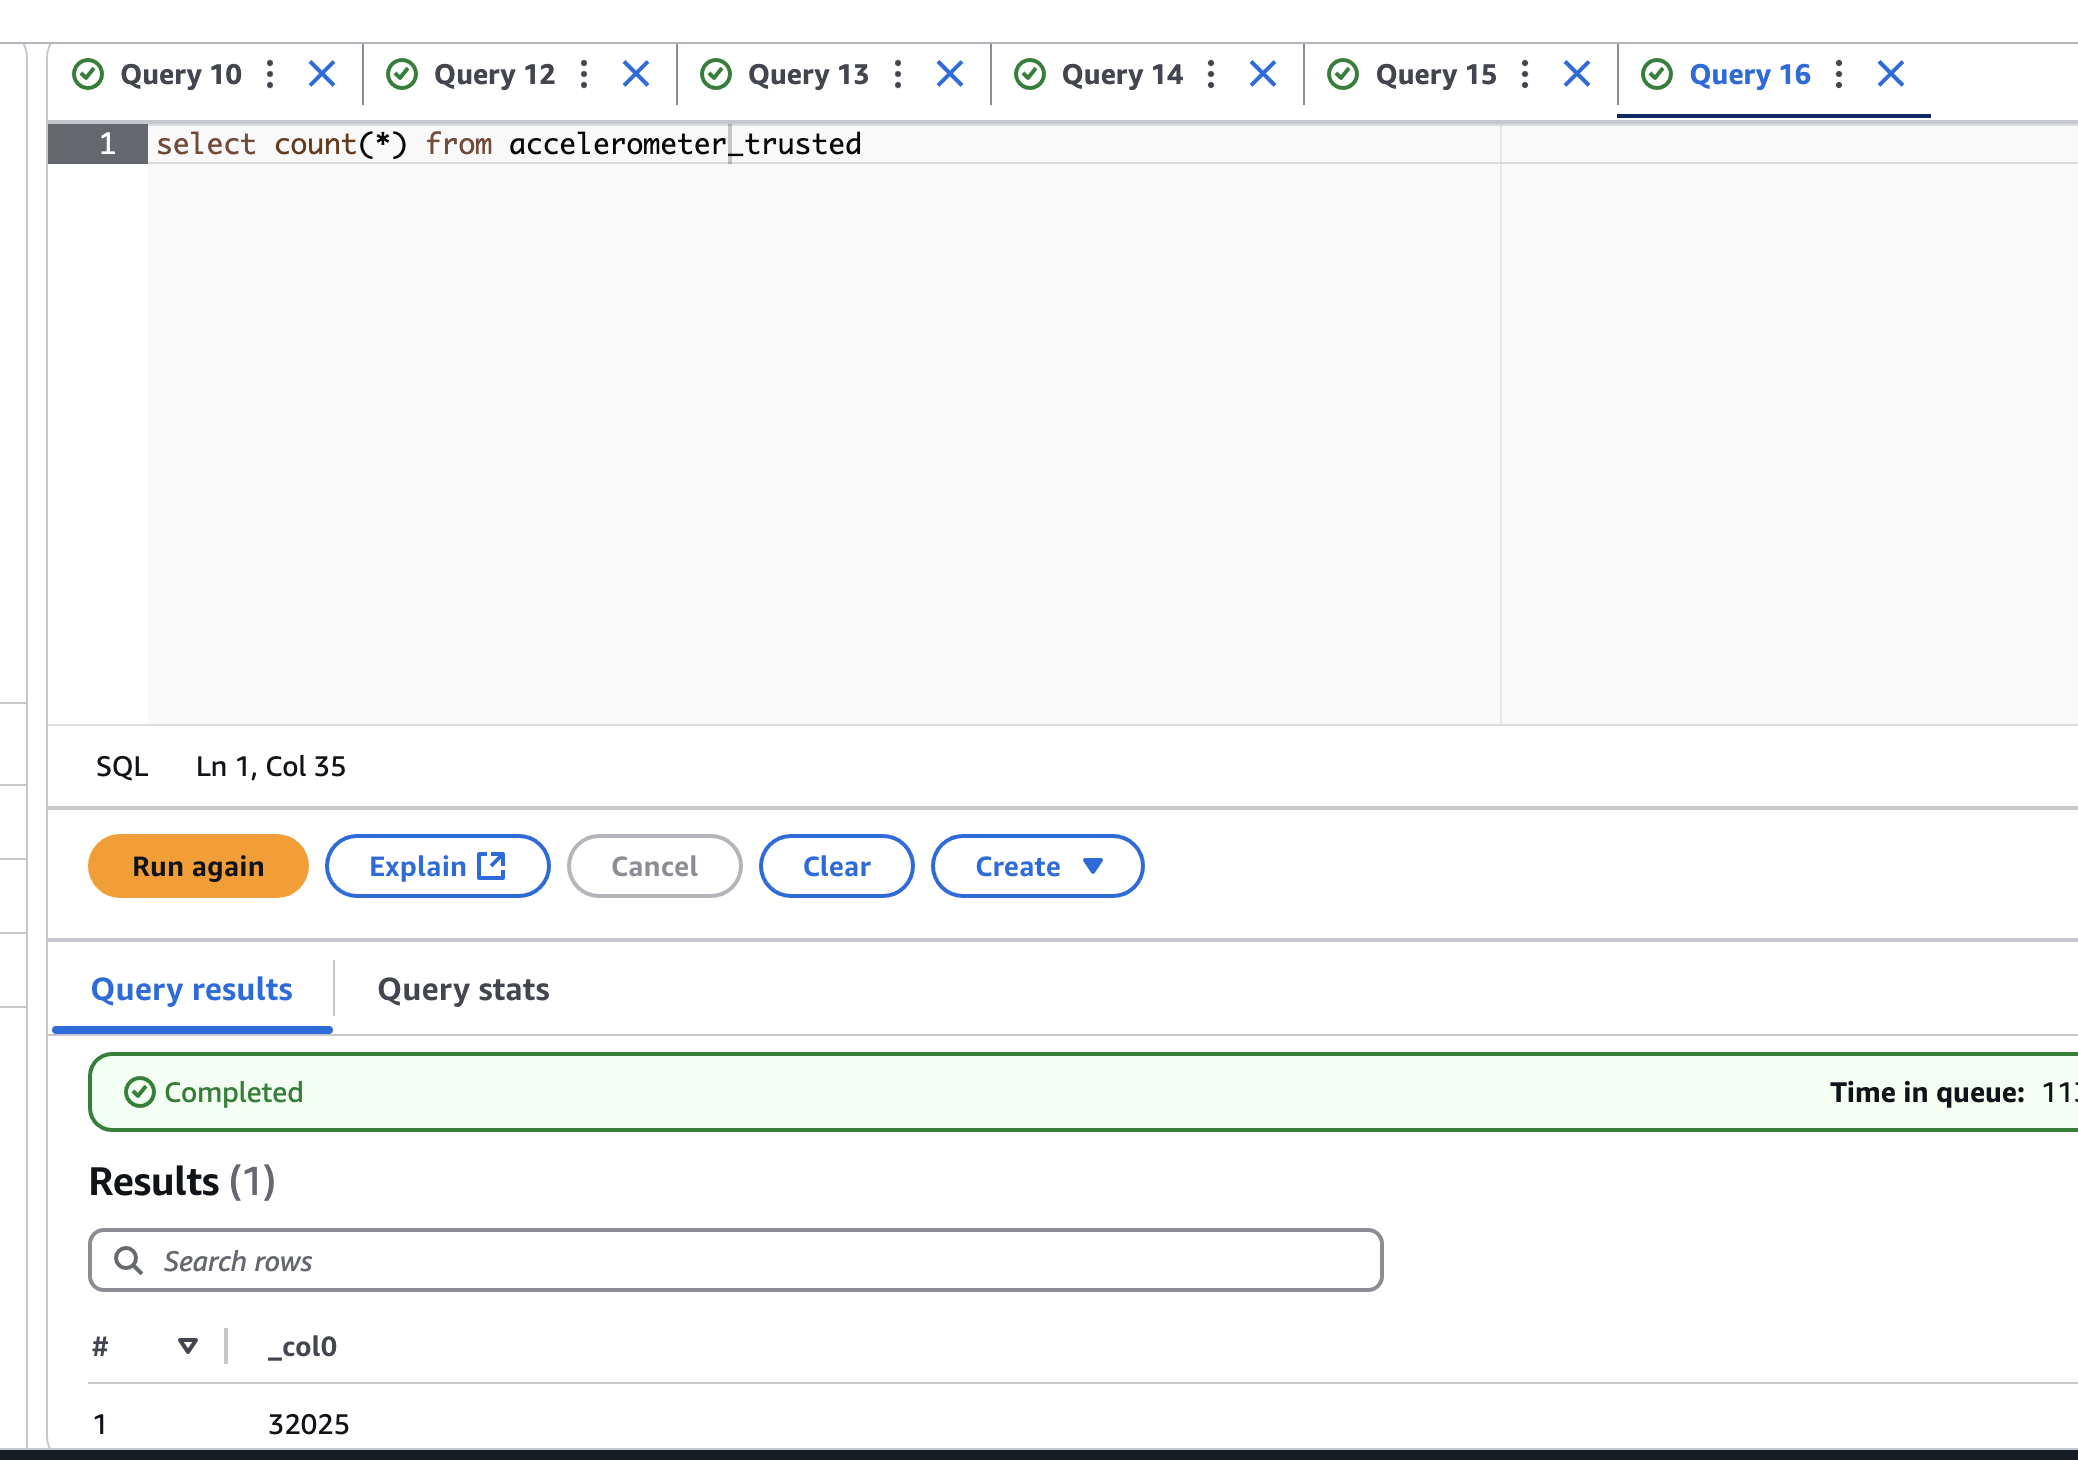 Query 10 Query 12 Query 13 Query 14 Query 15 Query 16
1 select count(*) from accelerometer_trusted
SQL Ln 1, Col 35
Run again Explain Cancel Clear Create
Query results Query stats
Completed Time in queue: 113
Results (1)
Search rows
# _col0
1 32025